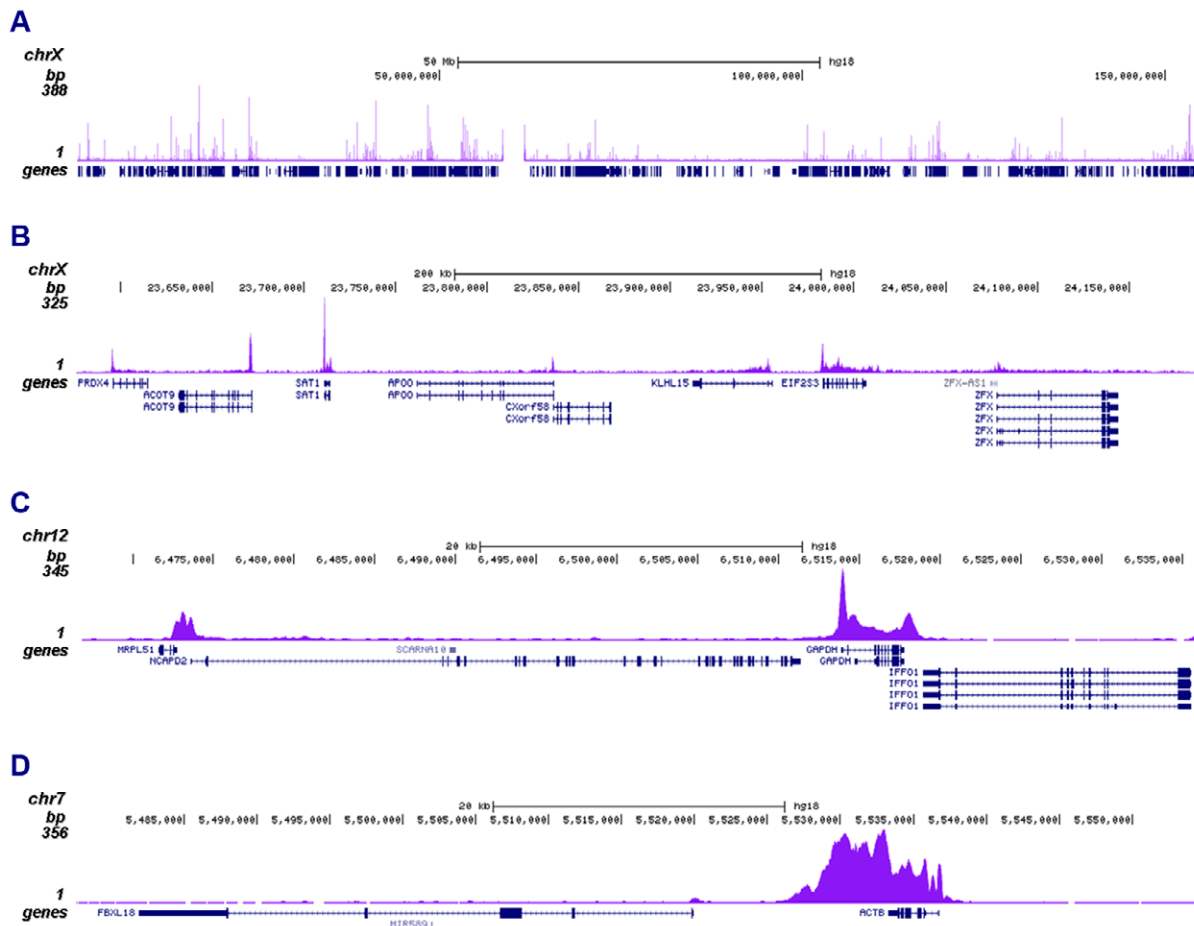 A
chrX
50 Mb hg18
bp 50,000,000 100,000,000 150,000,000
388
1
genes
B
chrX
200 kb hg18
bp 23,650,000 23,700,000 23,750,000 23,800,000 23,850,000 23,900,000 23,950,000 24,000,000 24,050,000 24,100,000 24,150,000
325
1
genes
PRDX4 SAT1 APOO KLHL15 EIF2S3 ZFX-AS1
ACOT9 SAT1 APOO ZFX
ACOT9 CXorf58 ZFX
CXorf58 ZFX
ZFX
ZFX
C
chr12
20 kb hg18
bp 6,475,000 6,480,000 6,485,000 6,490,000 6,495,000 6,500,000 6,505,000 6,510,000 6,515,000 6,520,000 6,525,000 6,530,000 6,535,000
345
1
genes
MRPL51 SCARNA10 GAPDH
NCAPD2 GAPDH
IFFO1
IFFO1
IFFO1
IFFO1
D
chr7
20 kb hg18
bp 5,485,000 5,490,000 5,495,000 5,500,000 5,505,000 5,510,000 5,515,000 5,520,000 5,525,000 5,530,000 5,535,000 5,540,000 5,545,000 5,550,000
356
1
genes
FBXL18 ACTB
MIR589